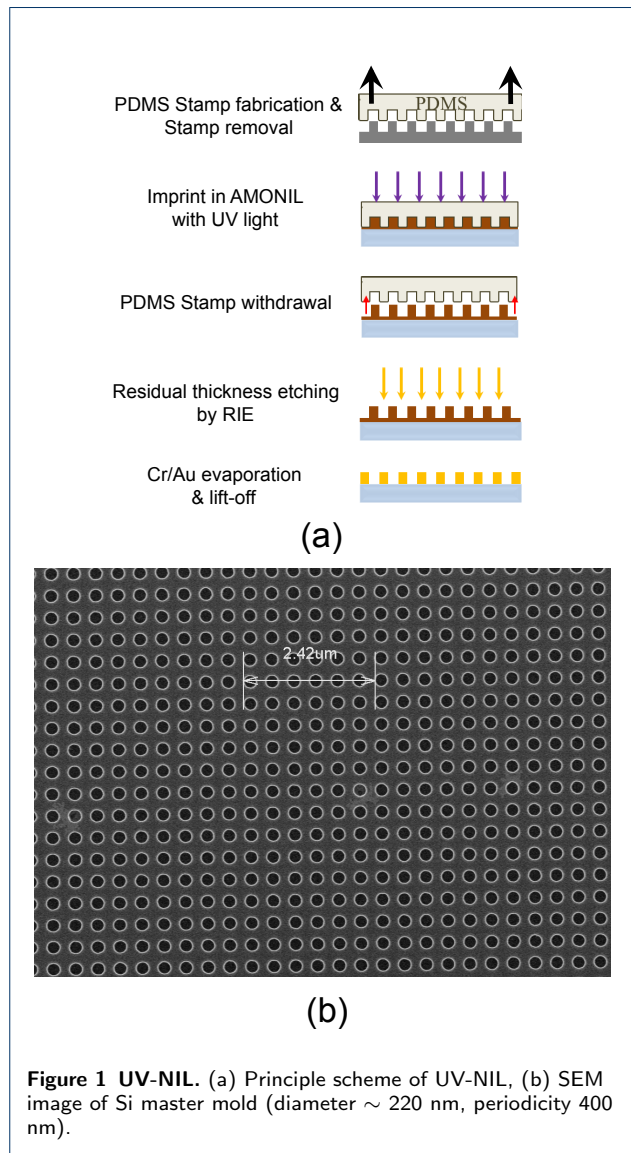 PDMS Stamp fabrication &
Stamp removal
PDMS
Imprint in AMONIL
with UV light
PDMS Stamp withdrawal
Residual thickness etching
by RIE
Cr/Au evaporation
& lift-off
(a)
2.42um
(b)
Figure 1 UV-NIL. (a) Principle scheme of UV-NIL, (b) SEM
image of Si master mold (diameter ∼ 220 nm, periodicity 400
nm).